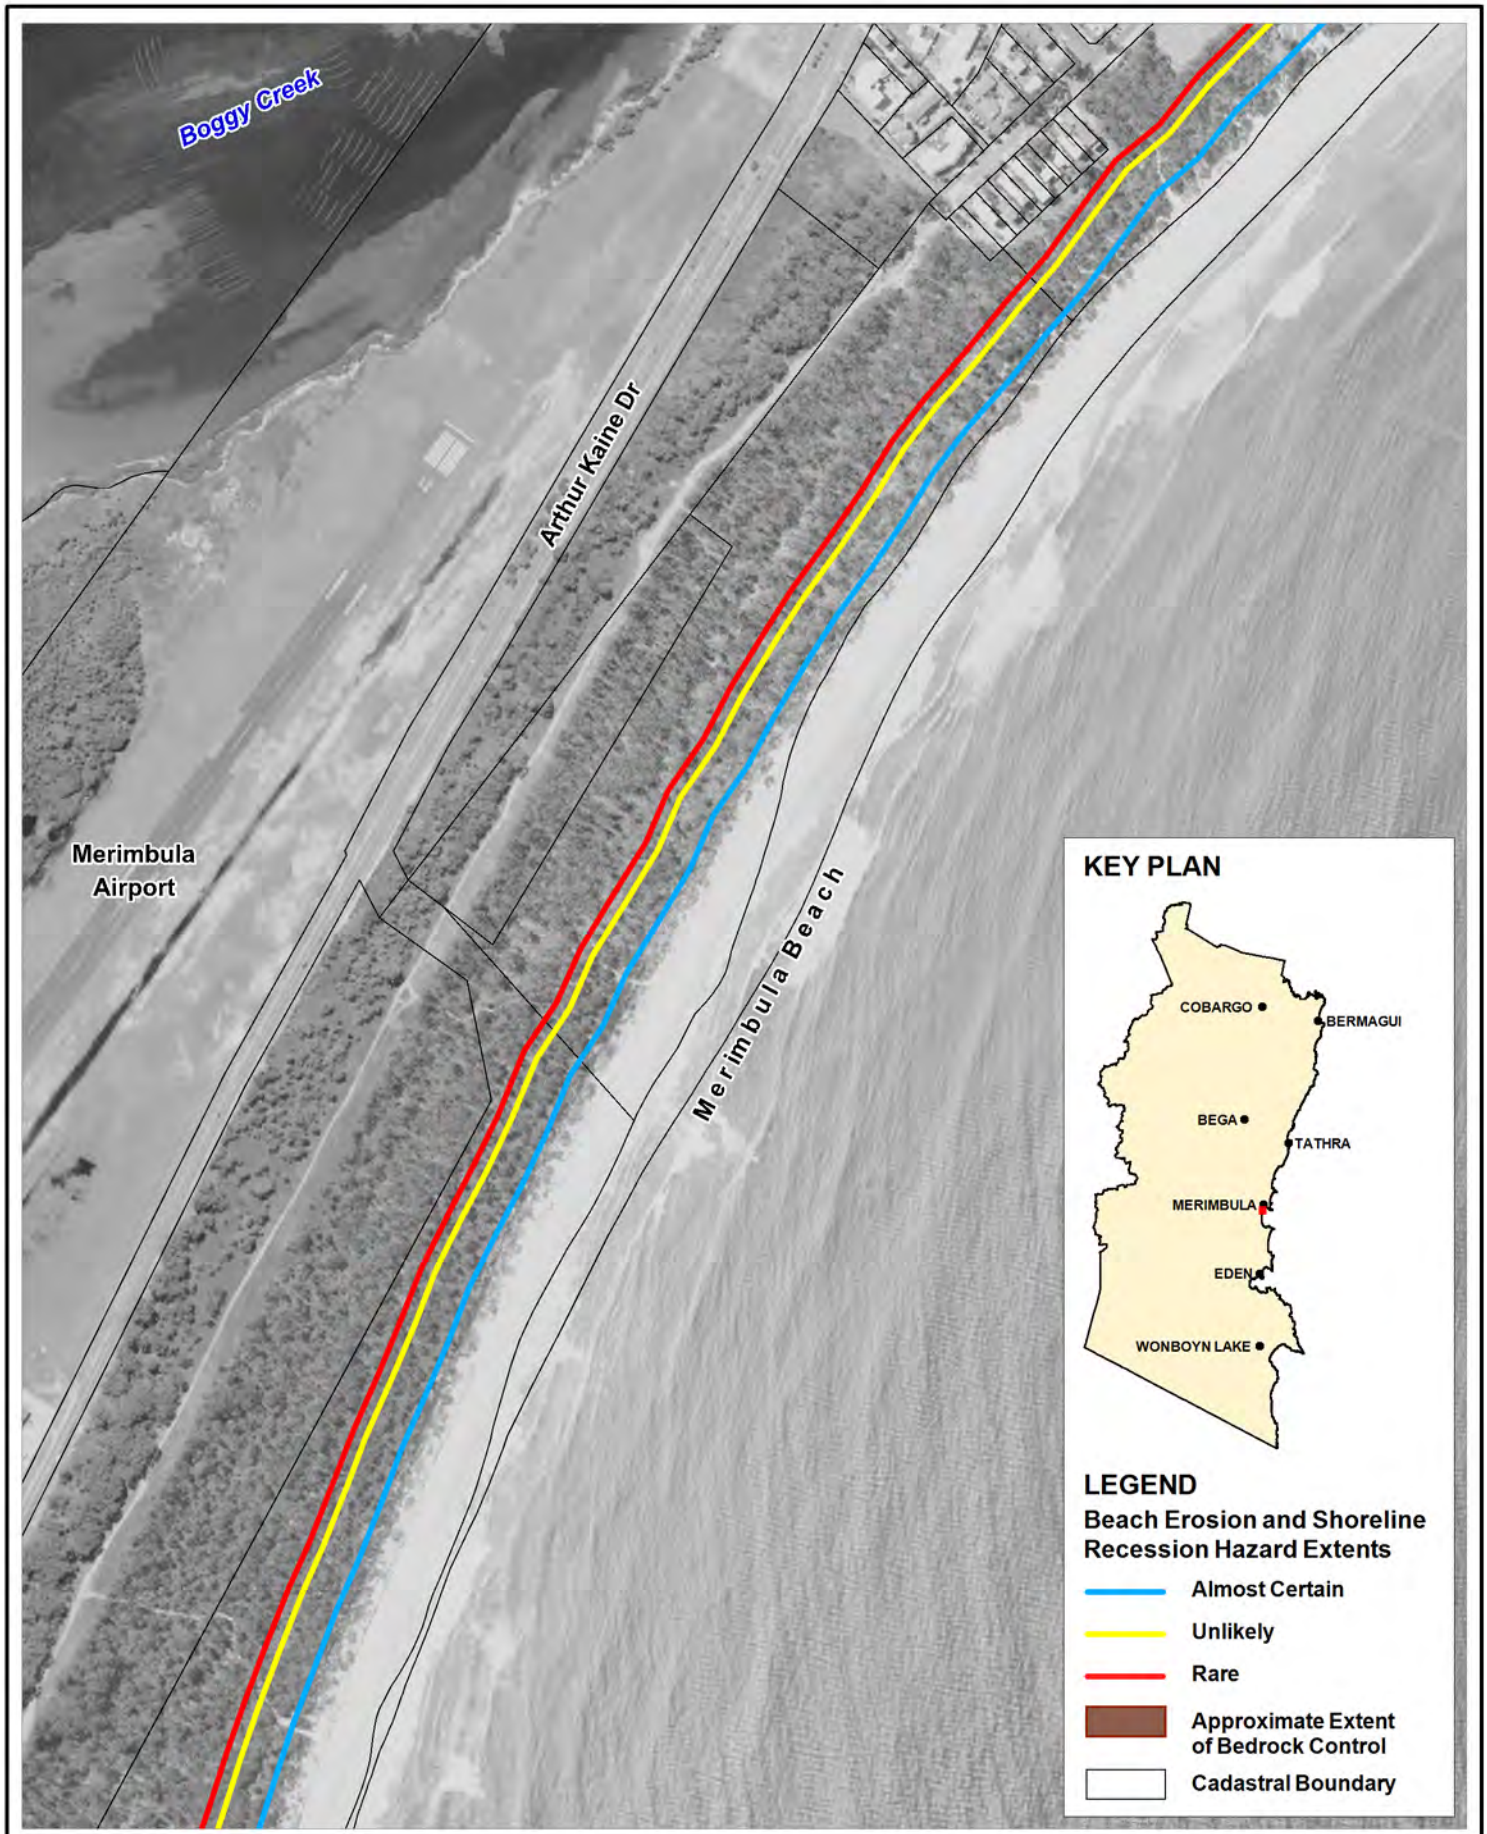 Boggy Creek
Arthur Kaine Dr
Merimbula
Airport
Merimbula Beach
KEY PLAN
COBARGO
BERMAGUI
BEGA
TATHRA
MERIMBULA
EDEN
WONBOYN LAKE
LEGEND
Beach Erosion and Shoreline
Recession Hazard Extents
Almost Certain
Unlikely
Rare
Approximate Extent
of Bedrock Control
Cadastral Boundary